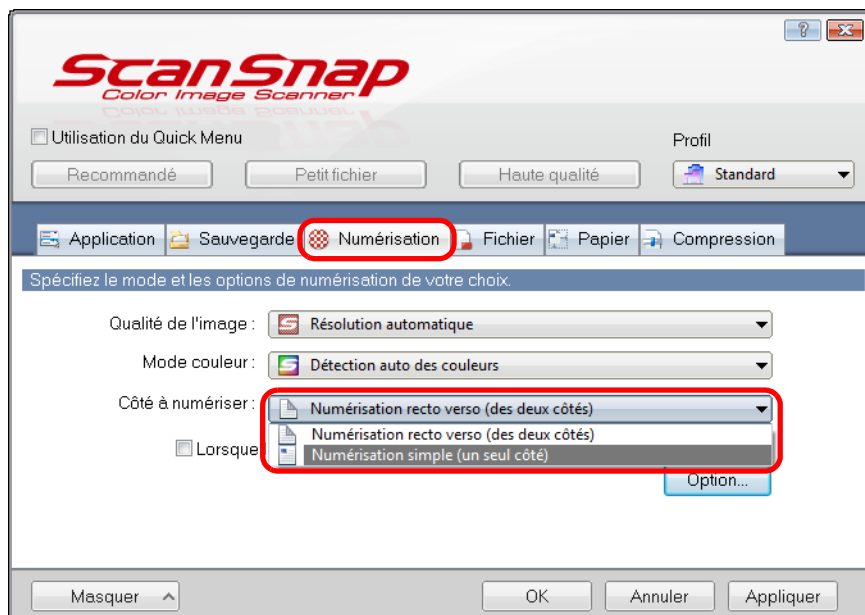 ScanSnap
Color Image Scanner
Utilisation du Quick Menu
Profil
Recommandé Petit fichier Haute qualité Standard
Application Sauvegarde Numérisation Fichier Papier Compression
Spécifiez le mode et les options de numérisation de votre choix.
Qualité de l'image : Résolution automatique
Mode couleur : Détection auto des couleurs
Côté à numériser : Numérisation recto verso (des deux côtés)
Numérisation recto verso (des deux côtés)
Lorsque Numérisation simple (un seul côté)
Option...
Masquer OK Annuler Appliquer